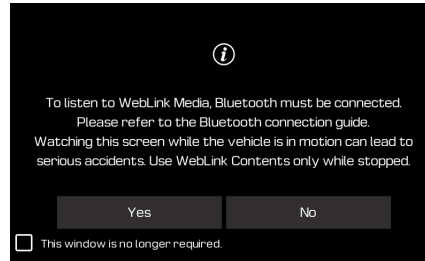 To listen to WebLink Media, Bluetooth must be connected.
Please refer to the Bluetooth connection guide.
Watching this screen while the vehicle is in motion can lead to
serious accidents. Use WebLink Contents only while stopped.
Yes No
This window is no longer required.